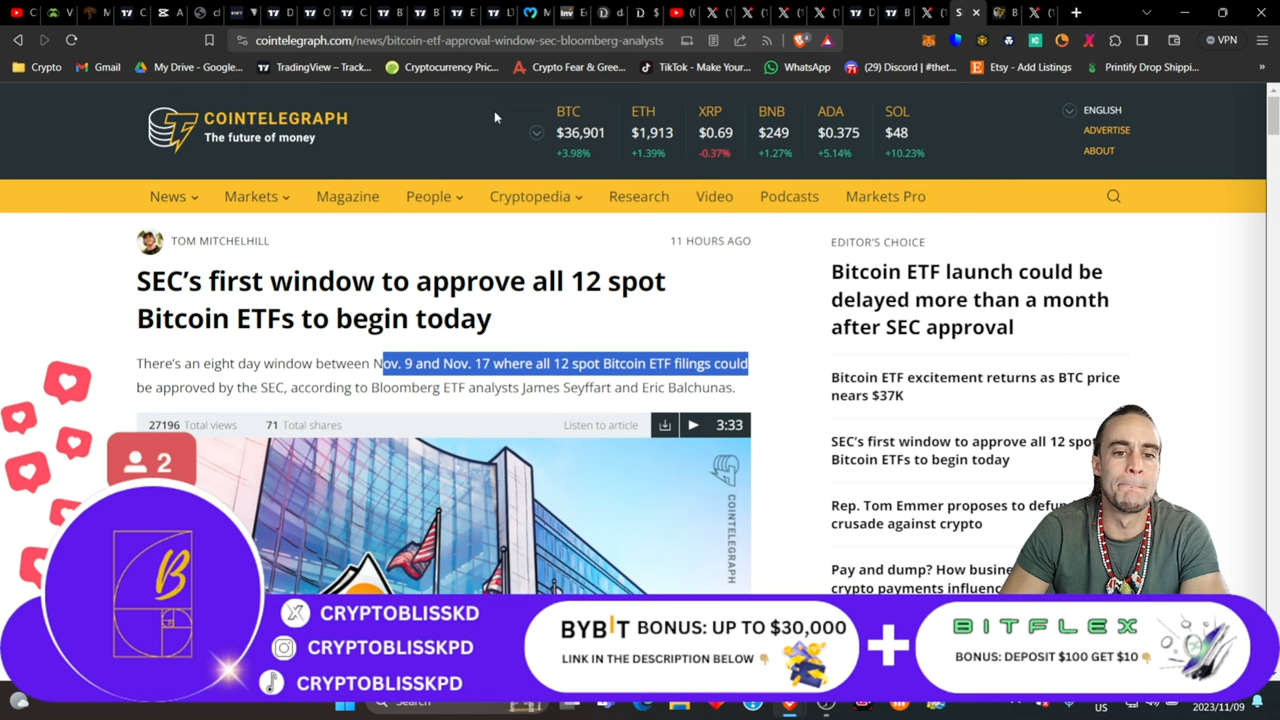 cointelegraph.com/news/bitcoin-etf-approval-window-sec-bloomberg-analysts
VPN
Crypto
Gmail
My Drive - Google...
TradingView – Track...
Cryptocurrency Pric...
Crypto Fear & Gree...
TikTok - Make Your...
WhatsApp
(29) Discord | #thet...
Etsy - Add Listings
Printify Drop Shippi...
COINTELEGRAPH
The future of money
BTC ETH XRP BNB ADA SOL
$36,901 $1,913 $0.69 $249 $0.375 $48
+3.98% +1.39% -0.37% +1.27% +5.14% +10.23%
ENGLISH
ADVERTISE
ABOUT
News Markets Magazine People Cryptopedia Research Video Podcasts Markets Pro
TOM MITCHELHILL
11 HOURS AGO
SEC’s first window to approve all 12 spot
Bitcoin ETFs to begin today
There’s an eight day window between Nov. 9 and Nov. 17 where all 12 spot Bitcoin ETF filings could
be approved by the SEC, according to Bloomberg ETF analysts James Seyffart and Eric Balchunas.
27196 Total views 71 Total shares
Listen to article 3:33
COINTELEGRAPH
EDITOR’S CHOICE
Bitcoin ETF launch could be
delayed more than a month
after SEC approval
Bitcoin ETF excitement returns as BTC price
nears $37K
SEC’s first window to approve all 12 spot
Bitcoin ETFs to begin today
Rep. Tom Emmer proposes to
crusade against crypto
Pay and dump? How
crypto payments
2
B
CRYPTOBLISSKD
CRYPTOBLISSKPD
CRYPTOBLISSKPD
BYBIT BONUS: UP TO $30,000
LINK IN THE DESCRIPTION BELOW
BITFLEX
BONUS: DEPOSIT $100 GET $10
Search
US
2023/11/09